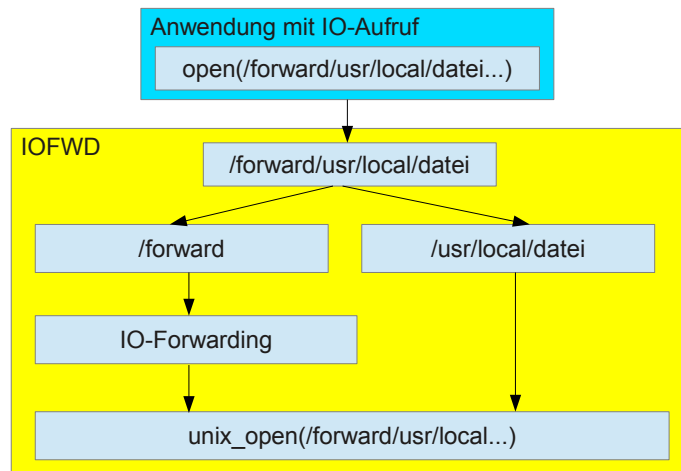 Anwendung mit IO-Aufruf
open(/forward/usr/local/datei...)
IOFWD
/forward/usr/local/datei
/forward
/usr/local/datei
IO-Forwarding
unix_open(/forward/usr/local...)